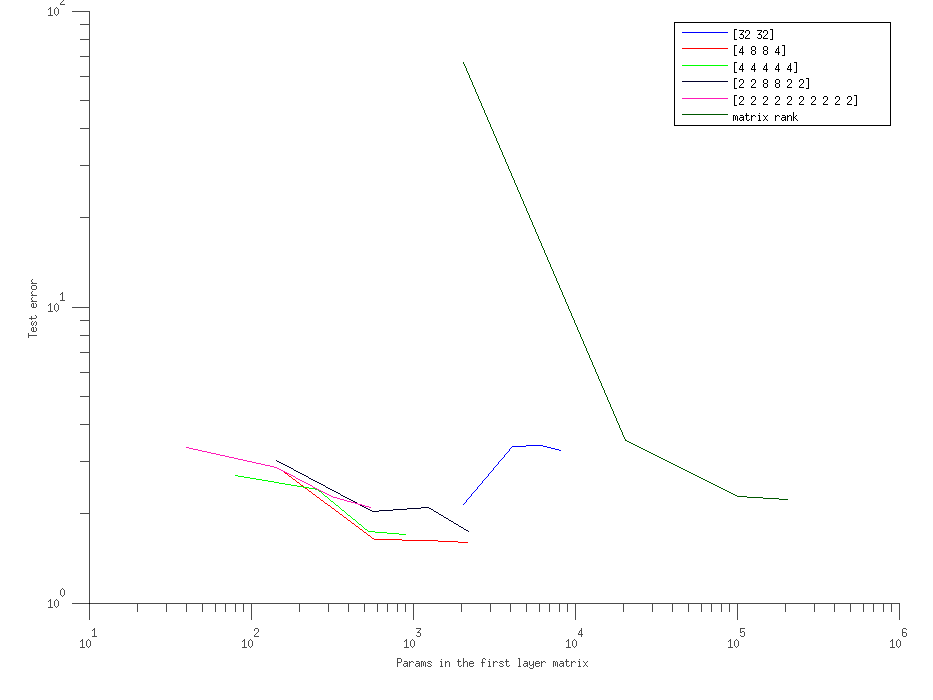 10^2
[32 32]
[4 8 8 4]
[4 4 4 4 4]
[2 2 8 8 2 2]
[2 2 2 2 2 2 2 2 2 2]
matrix rank
10^1
Test error
10^0
10^1
10^2
10^3
10^4
10^5
10^6
Params in the first layer matrix